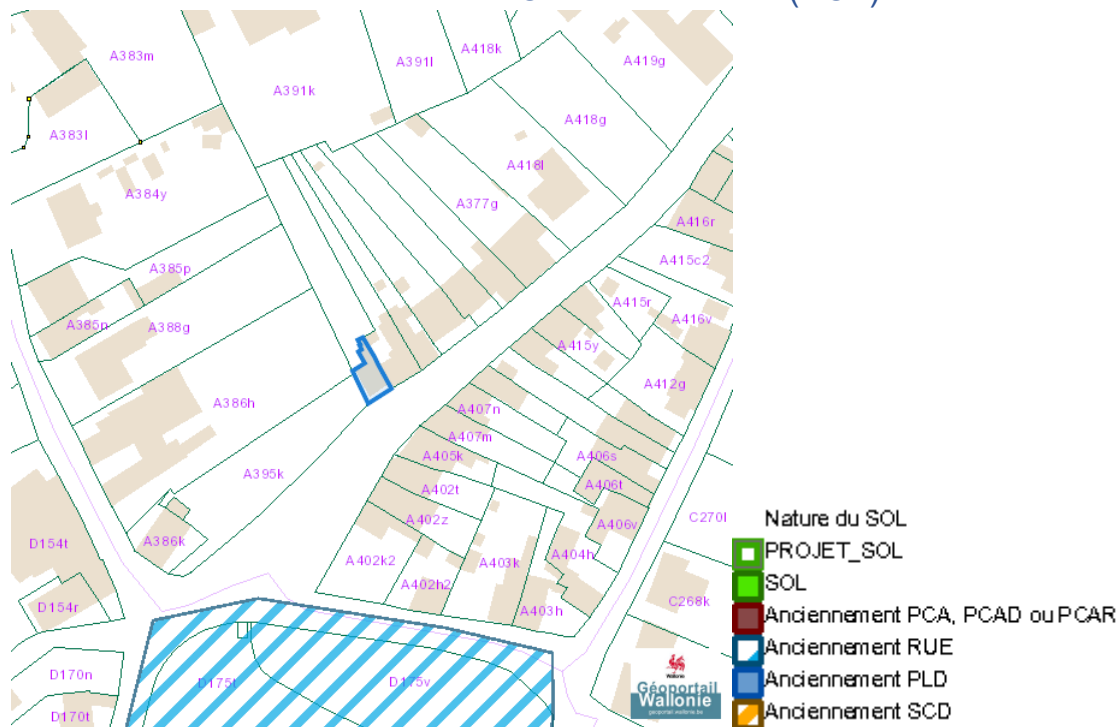 A383m
A418k
A391l
A419g
A391k
A418g
A383l
A418l
A384y
A377g
A416r
A415c2
A385p
A415r
A416v
A385n
A388g
A415y
A412g
A386h
A407n
A407m
A405k
A406s
A395k
A402t
A406t
A402z
A406v
C270l
D154t
A386k
A402k2
A403k
A404h
A402h2
D154r
A403h
C268k
D170n
D175t
D175v
D170t
Wallonie
Géoportail
Wallonie
geoportail.wallonie.be
Nature du SOL
PROJET_SOL
SOL
Anciennement PCA, PCAD ou PCAR
Anciennement RUE
Anciennement PLD
Anciennement SCD